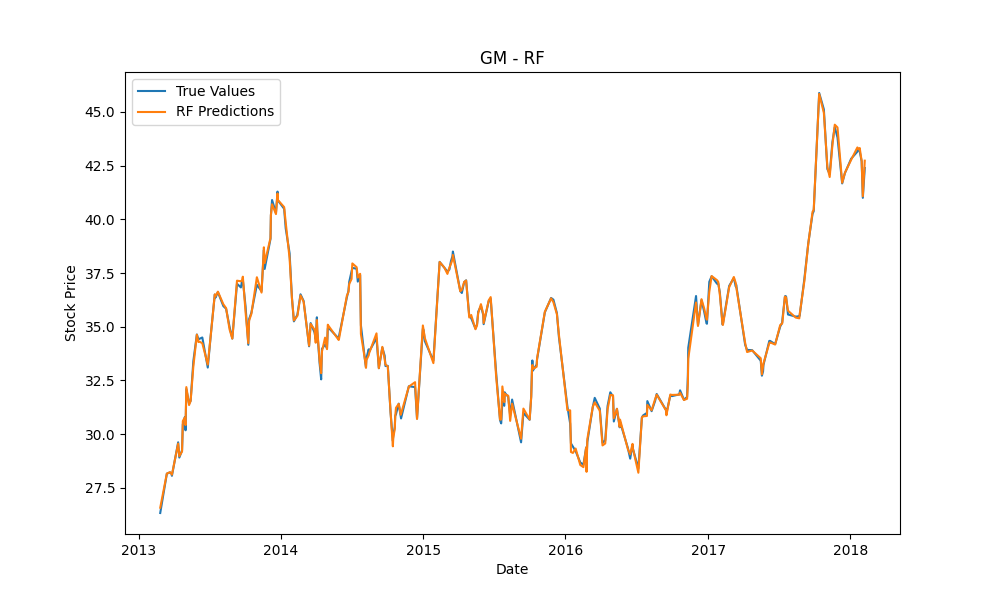 GM - RF
True Values
RF Predictions
45.0
42.5
40.0
37.5
35.0
32.5
30.0
27.5
Stock Price
2013 2014 2015 2016 2017 2018
Date